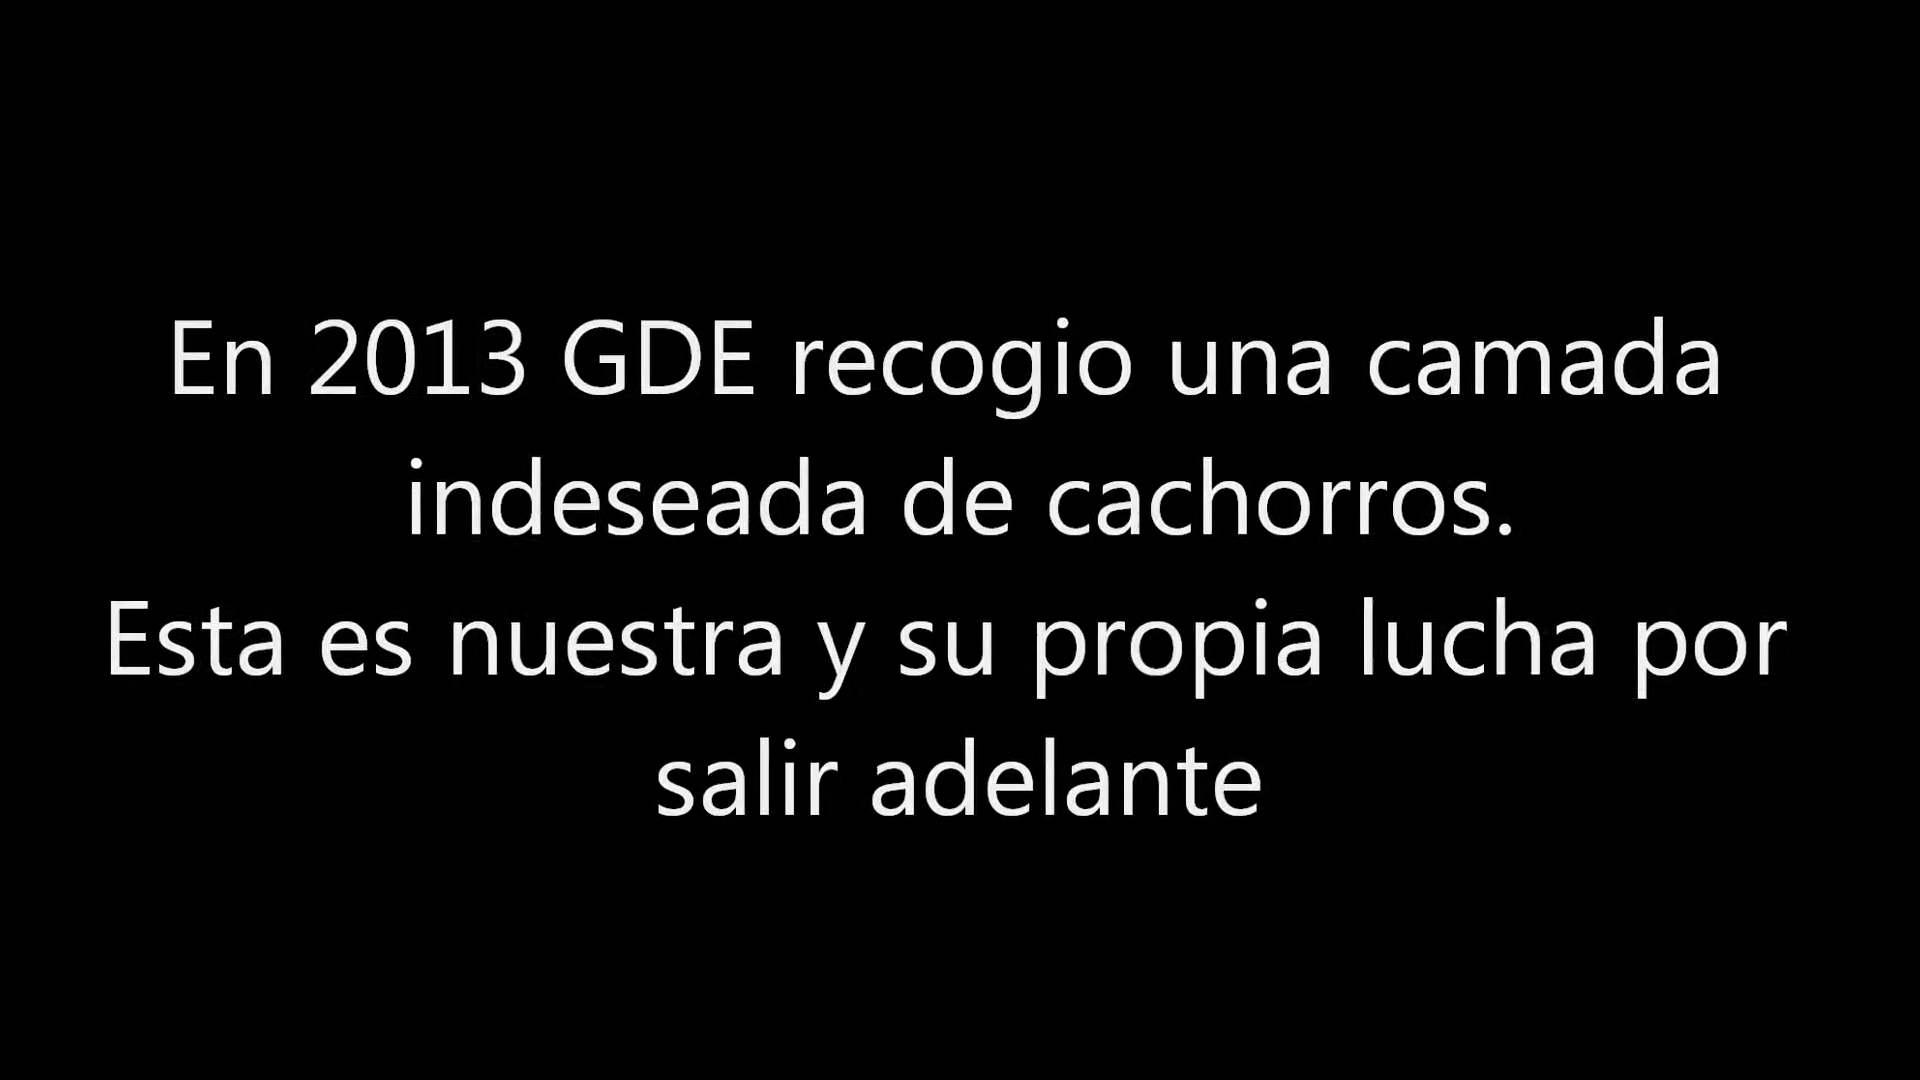 En 2013 GDE recogio una camada
indeseada de cachorros.
Esta es nuestra y su propia lucha por
salir adelante